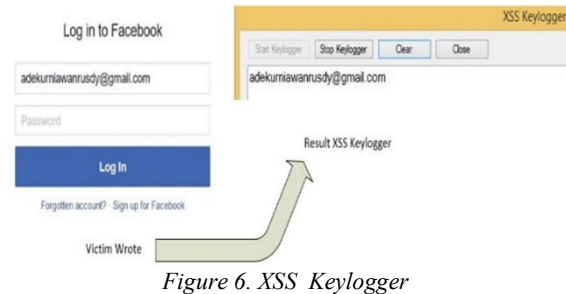 Log in to Facebook
adekurniawanrusdy@gmail.com
Password
Log In
Forgotten account? · Sign up for Facebook
Victim Wrote
XSS Keylogger
Start Keylogger Stop Keylogger Clear Close
adekurniawanrusdy@gmail.com
Result XSS Keylogger
Figure 6. XSS Keylogger